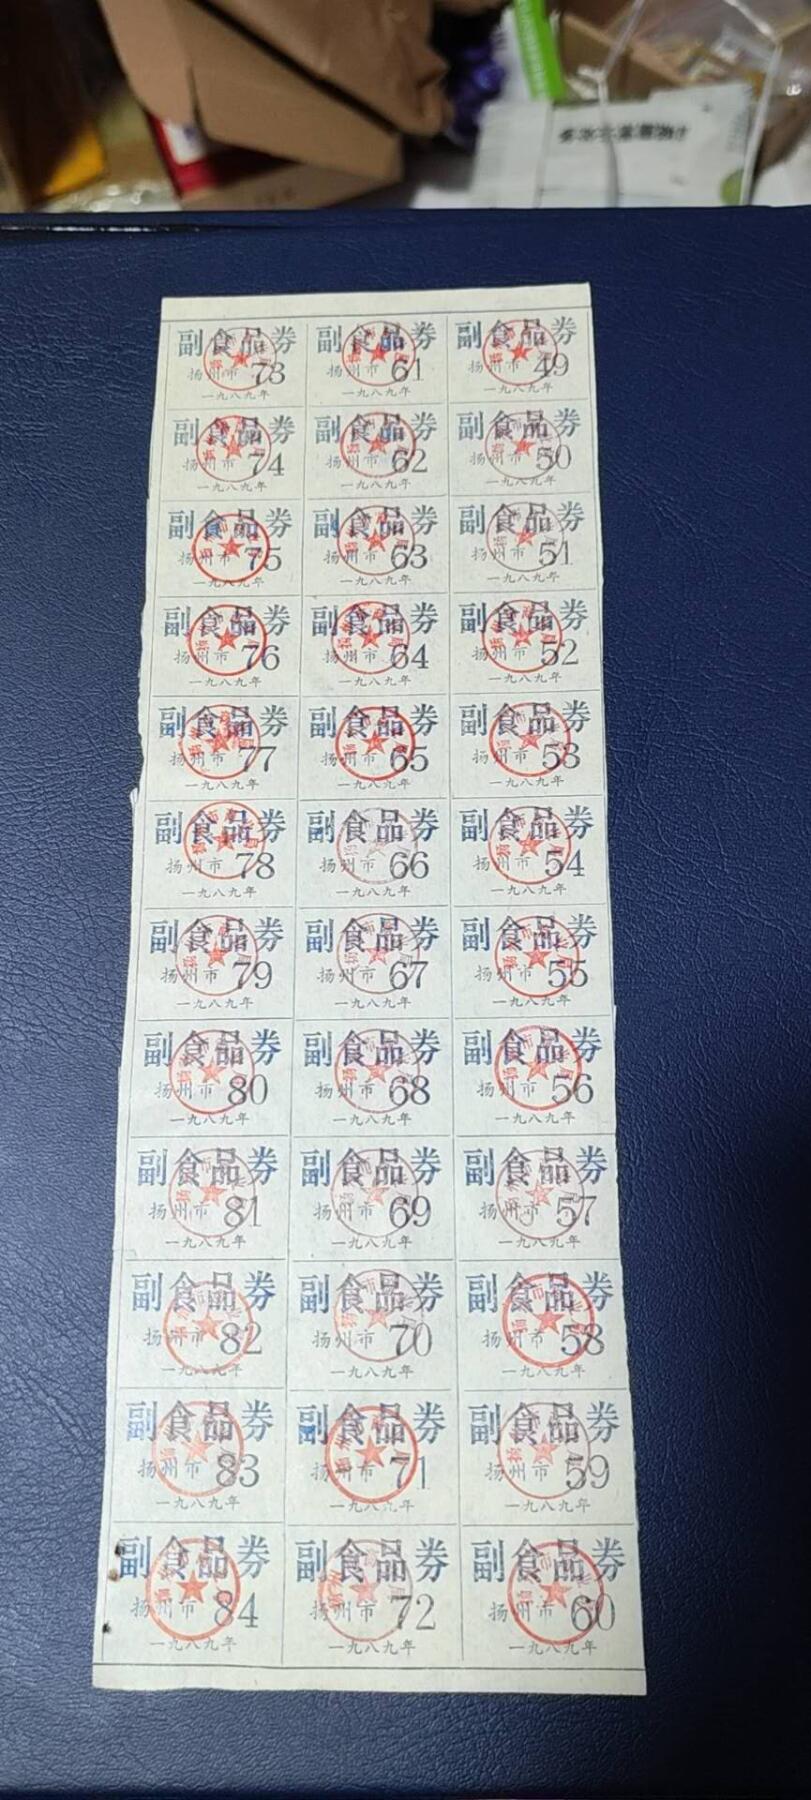 副食品券
扬州市 73
一九八九年
副食品券
扬州市 61
一九八九年
副食品券
扬州市 49
一九八九年
副食品券
扬州市 74
一九八九年
副食品券
扬州市 62
一九八九年
副食品券
扬州市 50
一九八九年
副食品券
扬州市 75
一九八九年
副食品券
扬州市 63
一九八九年
副食品券
扬州市 51
一九八九年
副食品券
扬州市 76
一九八九年
副食品券
扬州市 64
一九八九年
副食品券
扬州市 52
一九八九年
副食品券
扬州市 77
一九八九年
副食品券
扬州市 65
一九八九年
副食品券
扬州市 53
一九八九年
副食品券
扬州市 78
一九八九年
副食品券
扬州市 66
一九八九年
副食品券
扬州市 54
一九八九年
副食品券
扬州市 79
一九八九年
副食品券
扬州市 67
一九八九年
副食品券
扬州市 55
一九八九年
副食品券
扬州市 80
一九八九年
副食品券
扬州市 68
一九八九年
副食品券
扬州市 56
一九八九年
副食品券
扬州市 81
一九八九年
副食品券
扬州市 69
一九八九年
副食品券
扬州市 57
一九八九年
副食品券
扬州市 82
一九八九年
副食品券
扬州市 70
一九八九年
副食品券
扬州市 58
一九八九年
副食品券
扬州市 83
一九八九年
副食品券
扬州市 71
一九八九年
副食品券
扬州市 59
一九八九年
副食品券
扬州市 84
一九八九年
副食品券
扬州市 72
一九八九年
副食品券
扬州市 60
一九八九年